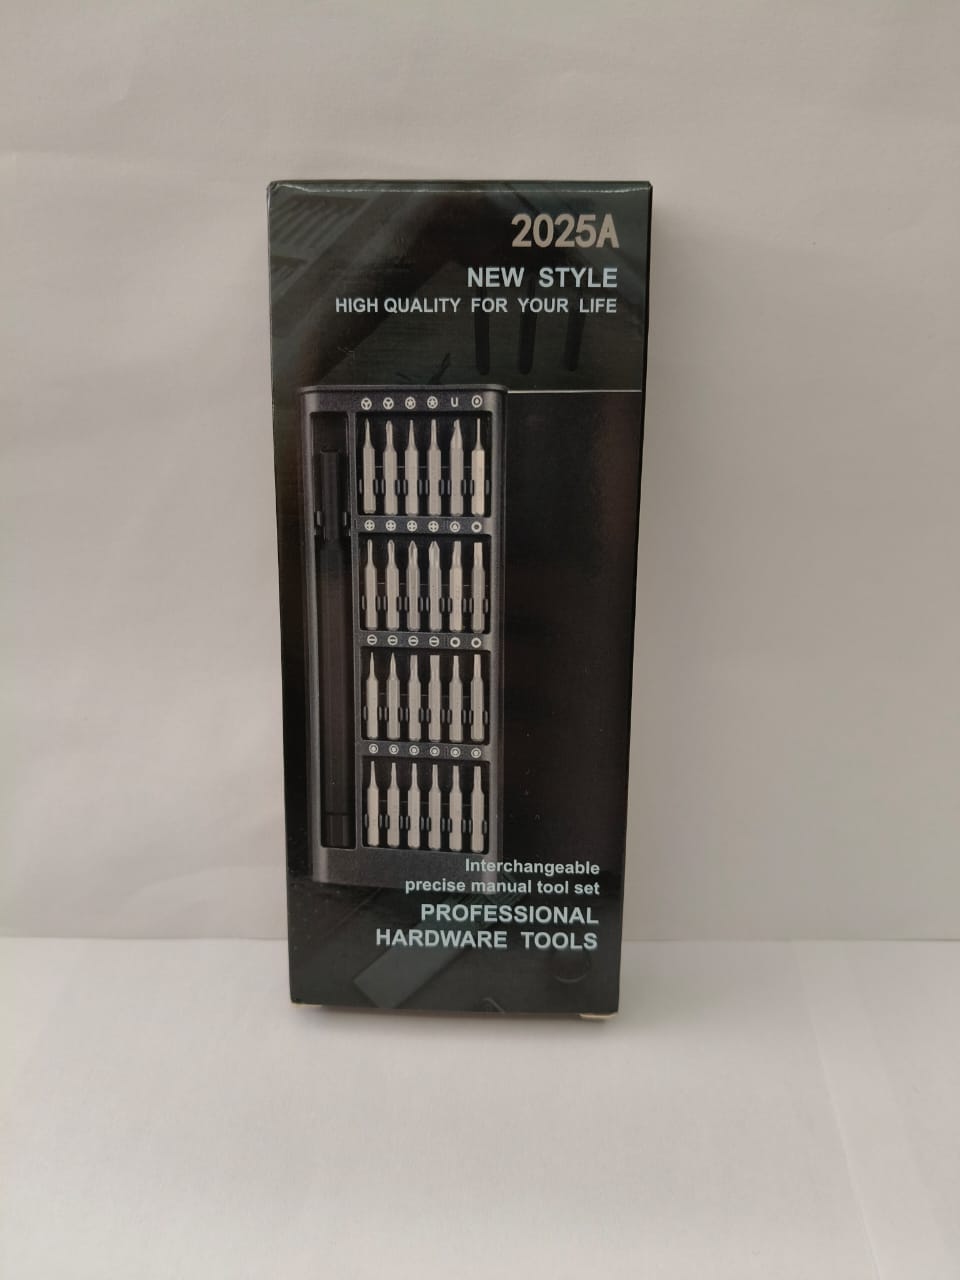 2025A
NEW STYLE
HIGH QUALITY FOR YOUR LIFE
U
Interchangeable
precise manual tool set
PROFESSIONAL
HARDWARE TOOLS